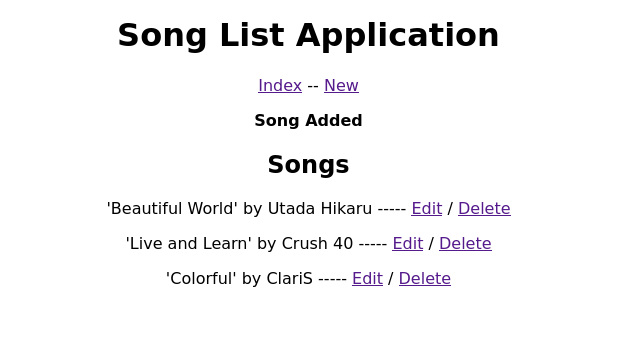 Song List Application
Index -- New
Song Added
Songs
'Beautiful World' by Utada Hikaru ----- Edit / Delete
'Live and Learn' by Crush 40 ----- Edit / Delete
'Colorful' by ClariS ----- Edit / Delete